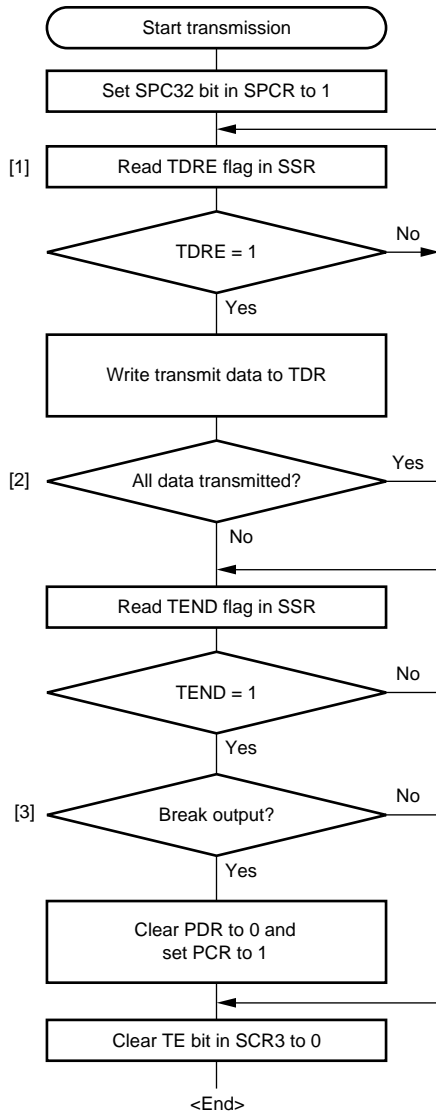 Start transmission
Set SPC32 bit in SPCR to 1
[1]
Read TDRE flag in SSR
TDRE = 1
No
Yes
Write transmit data to TDR
[2]
All data transmitted?
Yes
No
Read TEND flag in SSR
TEND = 1
No
Yes
[3]
Break output?
No
Yes
Clear PDR to 0 and
set PCR to 1
Clear TE bit in SCR3 to 0
<End>